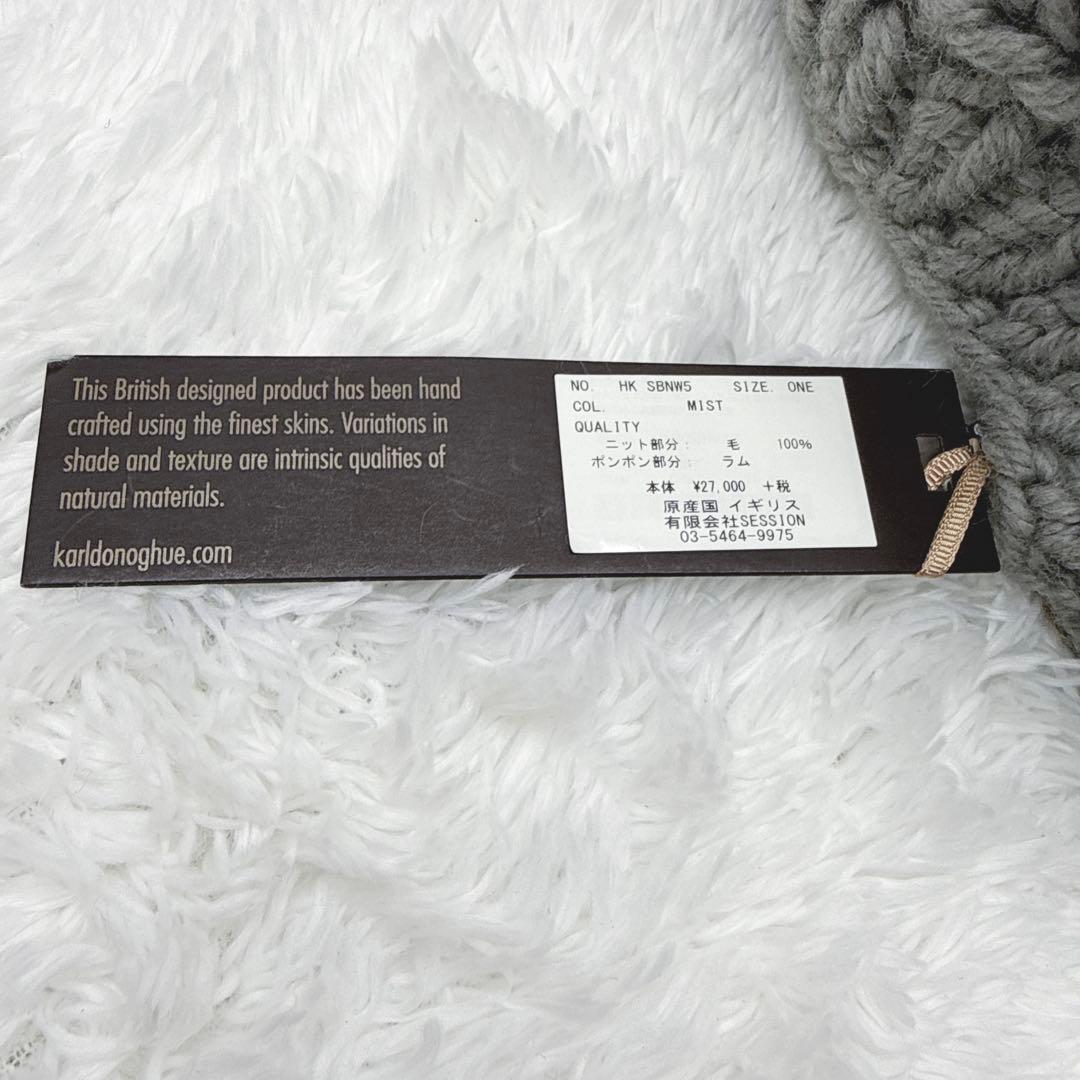 This British designed product has been hand
crafted using the finest skins. Variations in
shade and texture are intrinsic qualities of
natural materials.
karldonoghue.com
NO. HK SBNW5 SIZE. ONE
COL. MIST
QUALITY
ニット部分: 毛 100%
ポンポン部分: ラム
本体 ¥27,000 +税
原産国 イギリス
有限会社SESSION
03-5464-9975